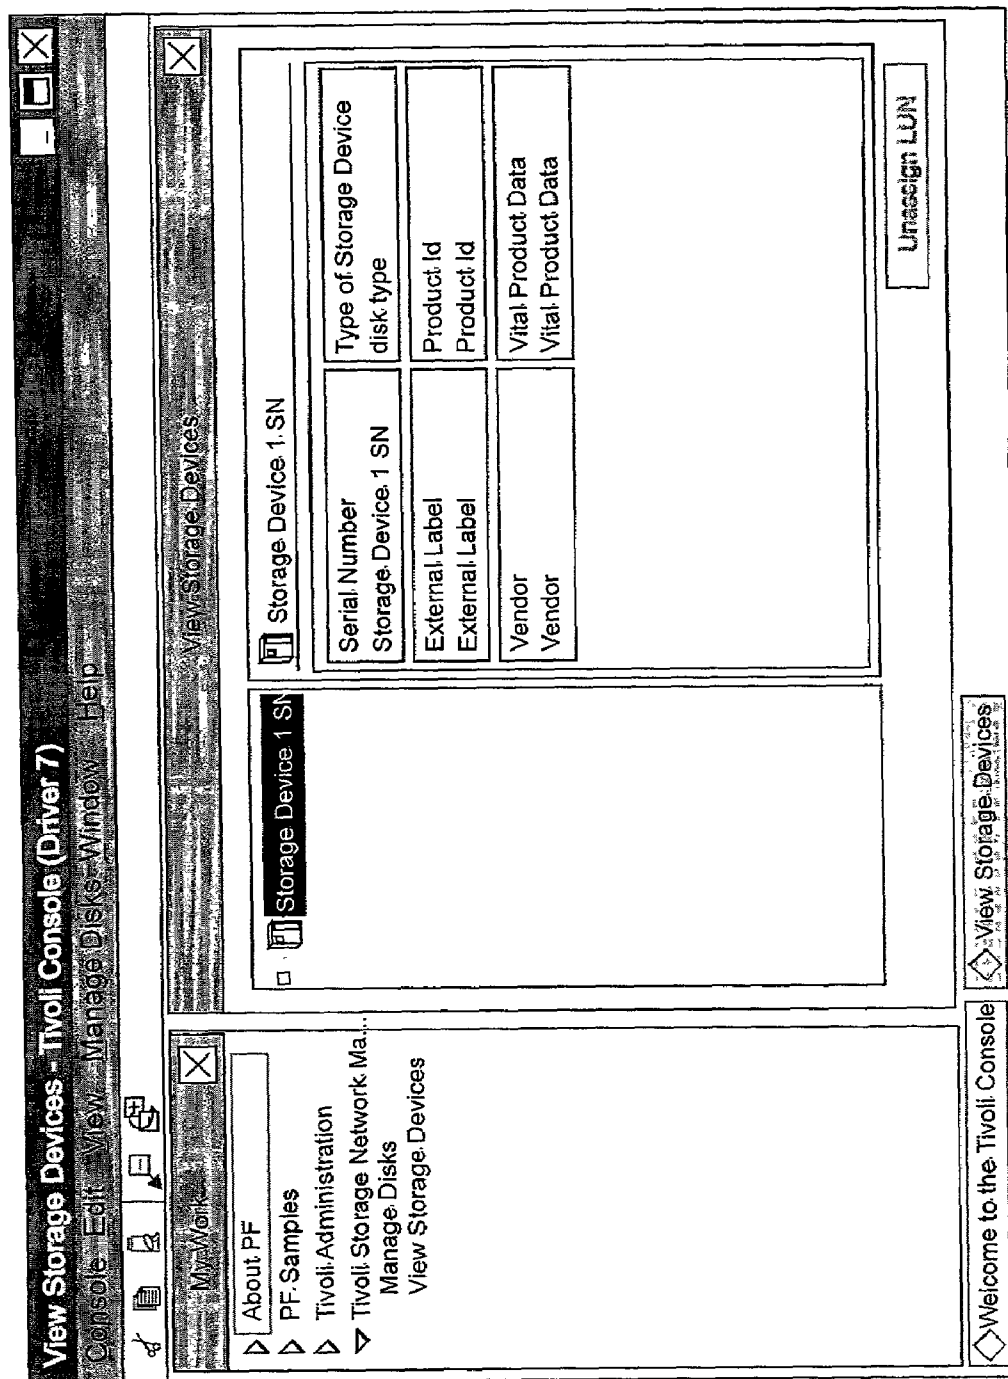 View Storage Devices - Tivoli Console (Driver 7)
Console Edit View Manage Disks Window Help
My Work
About PF
PF Samples
Tivoli Administration
Tivoli Storage Network Ma...
Manage Disks
View Storage Devices
View Storage Devices
Storage Device 1 SN
Storage Device 1 SN
Serial Number
Storage Device 1 SN
Type of Storage Device
disk type
External Label
External Label
Product Id
Product Id
Vendor
Vendor
Vital Product Data
Vital Product Data
Unassign LUN
Welcome to the Tivoli Console
View Storage Devices